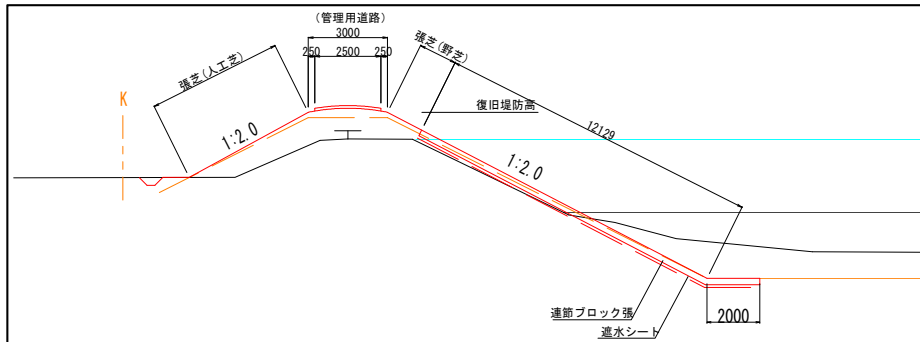 (管理用道路)
3000
250 2500 250
張芝(人工芝)
張芝(野芝)
K
復旧堤防高
12129
1:2.0
1:2.0
連節ブロック張
遮水シート
2000